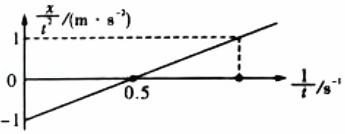 x/t² /(m · s⁻²)
1
0
0.5
1/t /s⁻¹
-1